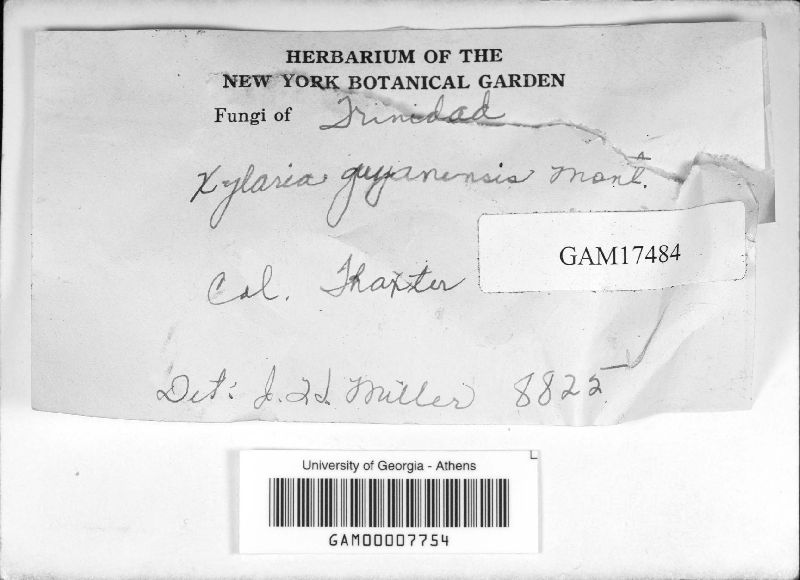 HERBARIUM OF THE
NEW YORK BOTANICAL GARDEN
Fungi of Trinidad
Xylaria guyanensis Mont.
GAM17484
Col. Thaxter
Det: J. H. Miller 8822
L
University of Georgia - Athens
GAM00007754